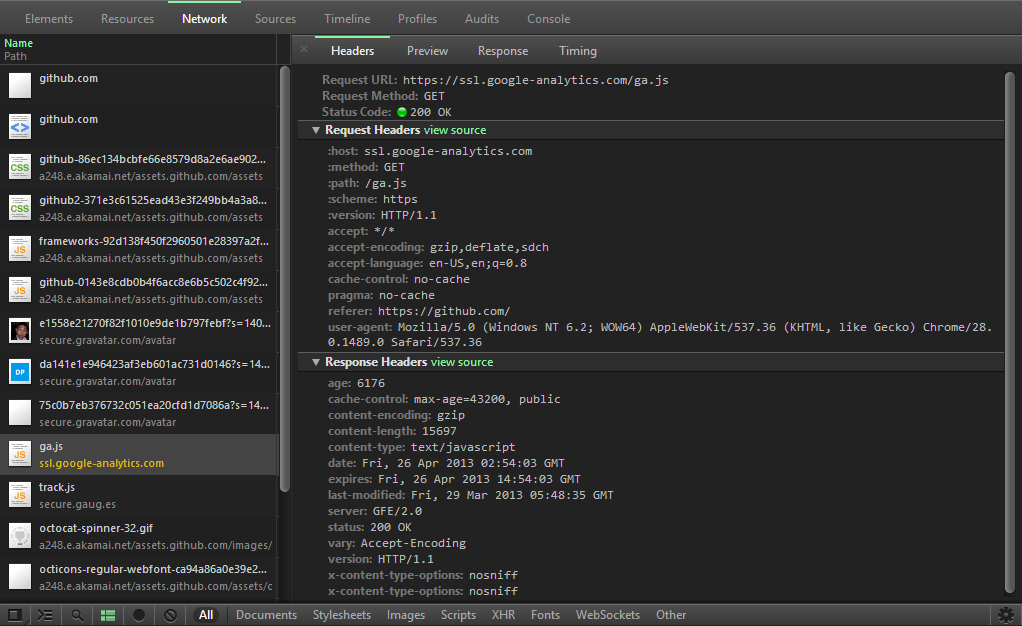 Elements Resources Network Sources Timeline Profiles Audits Console
Name
Path
github.com
github.com
github-86ec134bcbfe66e8579d8a2e6ae902...
a248.e.akamai.net/assets.github.com/assets
github2-371e3c61525ead43e3f249bb4a3a8...
a248.e.akamai.net/assets.github.com/assets
frameworks-92d138f450f2960501e28397a2f...
a248.e.akamai.net/assets.github.com/assets
github-0143e8cdb0b4f6acc8e6b5c502c4f92...
a248.e.akamai.net/assets.github.com/assets
e1558e21270f82f1010e9de1b797febf?s=140...
secure.gravatar.com/avatar
da141e1e946423af3eb601ac731d0146?s=14...
secure.gravatar.com/avatar
75c0b7eb376732c051ea20cfd1d7086a?s=14...
secure.gravatar.com/avatar
ga.js
ssl.google-analytics.com
track.js
secure.gaug.es
octocat-spinner-32.gif
a248.e.akamai.net/assets.github.com/images/
octicons-regular-webfont-ca94a86a0e39e2...
a248.e.akamai.net/assets.github.com/assets/c
CSS
CSS
JS
JS
DP
JS
JS
Headers Preview Response Timing
Request URL: https://ssl.google-analytics.com/ga.js
Request Method: GET
Status Code: 200 OK
Request Headers view source
:host: ssl.google-analytics.com
:method: GET
:path: /ga.js
:scheme: https
:version: HTTP/1.1
accept: */*
accept-encoding: gzip,deflate,sdch
accept-language: en-US,en;q=0.8
cache-control: no-cache
pragma: no-cache
referer: https://github.com/
user-agent: Mozilla/5.0 (Windows NT 6.2; WOW64) AppleWebKit/537.36 (KHTML, like Gecko) Chrome/28.
0.1489.0 Safari/537.36
Response Headers view source
age: 6176
cache-control: max-age=43200, public
content-encoding: gzip
content-length: 15697
content-type: text/javascript
date: Fri, 26 Apr 2013 02:54:03 GMT
expires: Fri, 26 Apr 2013 14:54:03 GMT
last-modified: Fri, 29 Mar 2013 05:48:35 GMT
server: GFE/2.0
status: 200 OK
vary: Accept-Encoding
version: HTTP/1.1
x-content-type-options: nosniff
x-content-type-options: nosniff
All Documents Stylesheets Images Scripts XHR Fonts WebSockets Other